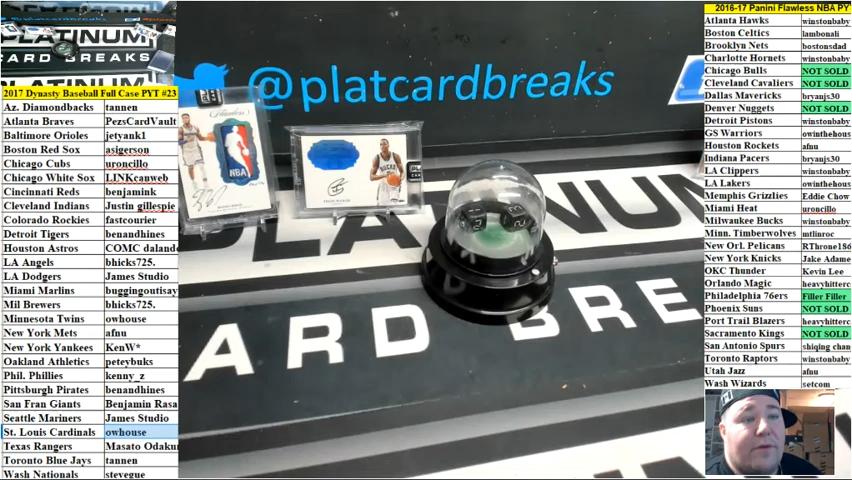 PLATINUM
CARD BREAKS
2017 Dynasty Baseball Full Case PYT #23
Az. Diamondbacks tannen
Atlanta Braves PezsCardVault
Baltimore Orioles jetyank1
Boston Red Sox asigerson
Chicago Cubs uroncillo
Chicago White Sox LINKcanweb
Cincinnati Reds benjamink
Cleveland Indians Justin gillespie
Colorado Rockies fastcourier
Detroit Tigers benandhines
Houston Astros COMC daland
LA Angels bhicks725.
LA Dodgers James Studio
Miami Marlins buggingoutisay
Mil Brewers bhicks725.
Minnesota Twins owhouse
New York Mets afnu
New York Yankees KenW*
Oakland Athletics peteybuks
Phil. Phillies kenny_z
Pittsburgh Pirates benandhines
San Fran Giants Benjamin Rasa
Seattle Mariners James Studio
St. Louis Cardinals owhouse
Texas Rangers Masato Odaku
Toronto Blue Jays tannen
Wash Nationals stevegue
@platcardbreaks
Flawless
NBA
PLATINUM
CARD BREA
2016-17 Panini Flawless NBA PY
Atlanta Hawks winstonbaby
Boston Celtics lambonali
Brooklyn Nets bostonsdad
Charlotte Hornets winstonbaby
Chicago Bulls NOT SOLD
Cleveland Cavaliers NOT SOLD
Dallas Mavericks bryanjs30
Denver Nuggets NOT SOLD
Detroit Pistons winstonbaby
GS Warriors owinthehous
Houston Rockets afnu
Indiana Pacers bryanjs30
LA Clippers winstonbaby
LA Lakers owinthehous
Memphis Grizzlies Eddie Chow
Miami Heat uroncillo
Milwaukee Bucks winstonbaby
Minn. Timberwolves mtlinroc
New Orl. Pelicans RThrone186
New York Knicks Jake Adame
OKC Thunder Kevin Lee
Orlando Magic heavyhitterc
Philadelphia 76ers Filler Filler
Phoenix Suns NOT SOLD
Port Trail Blazers heavyhitterc
Sacramento Kings NOT SOLD
San Antonio Spurs shiqing chan
Toronto Raptors winstonbaby
Utah Jazz afnu
Wash Wizards setcom